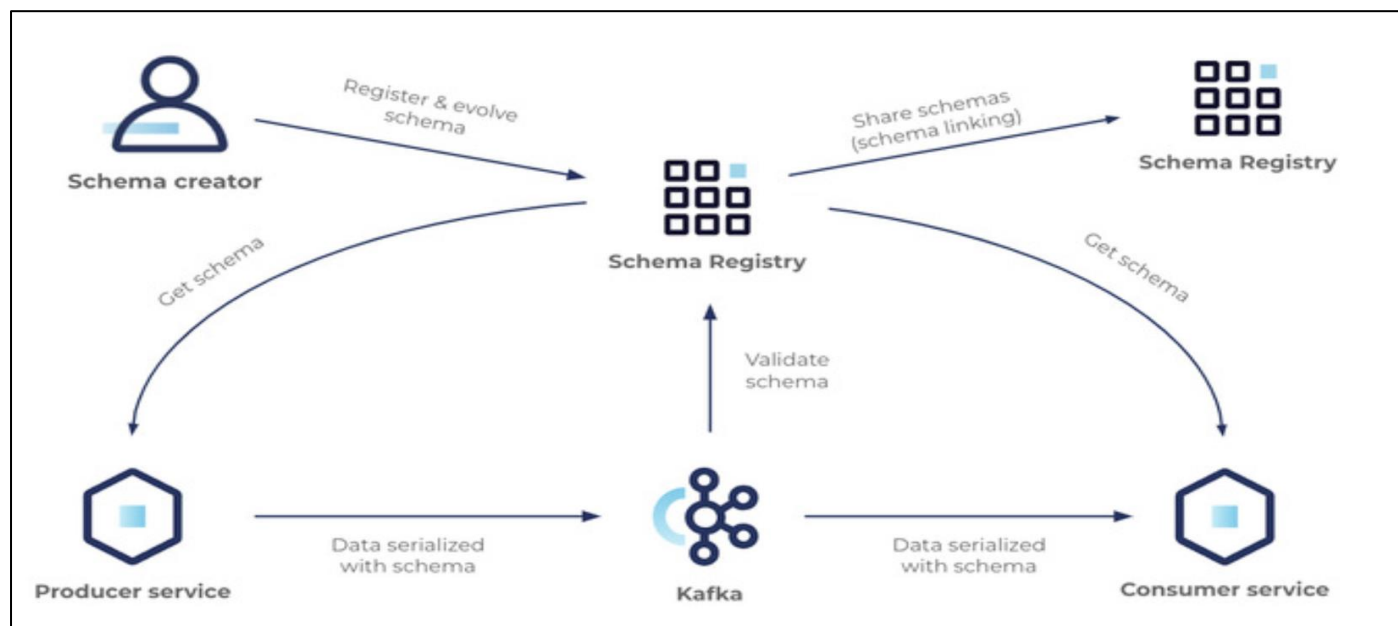 Register & evolve
schema
Share schemas
(schema linking)
Schema creator
Schema Registry
Schema Registry
Get schema
Get schema
Validate
schema
Data serialized
with schema
Data serialized
with schema
Producer service
Kafka
Consumer service